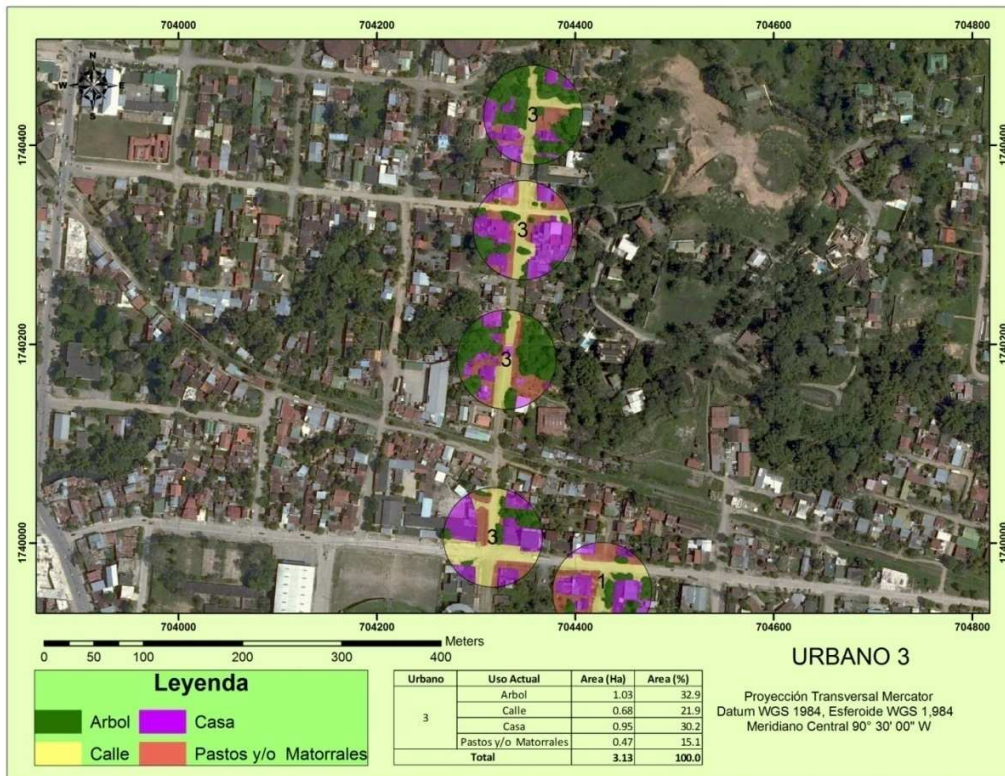 704000 704200 704400 704600 704800
N
W E
S
1740400 1740400
1740200 1740200
1740000 1740000
3
3
3
3
1
704000 704200 704400 704600 704800
Meters
0 50 100 200 300 400
Leyenda
Arbol Casa
Calle Pastos y/o Matorrales
Urbano Uso Actual Area (Ha) Area (%)
3
Arbol 1.03 32.9
Calle 0.68 21.9
Casa 0.95 30.2
Pastos y/o Matorrales 0.47 15.1
Total 3.13 100.0
URBANO 3
Proyección Transversal Mercator
Datum WGS 1984, Esferoide WGS 1,984
Meridiano Central 90° 30' 00" W